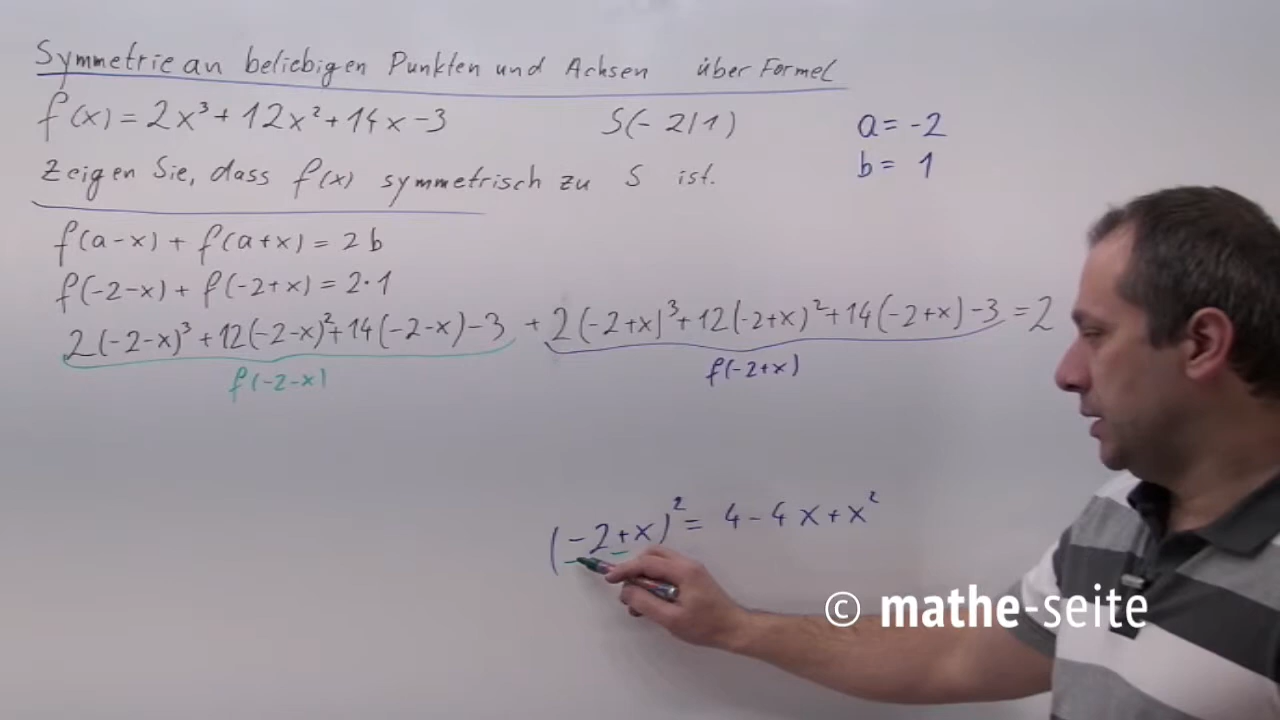 Symmetrie an beliebigen Punkten und Achsen über Formel
f(x) = 2x³ + 12x² + 14x - 3 S(-2/1) a = -2
b = 1
Zeigen Sie, dass f(x) symmetrisch zu S ist.
f(a-x) + f(a+x) = 2b
f(-2-x) + f(-2+x) = 2·1
2(-2-x)³ + 12(-2-x)² + 14(-2-x) - 3 + 2(-2+x)³ + 12(-2+x)² + 14(-2+x) - 3 = 2
f(-2-x) f(-2+x)
(-2+x)² = 4 - 4x + x²
© mathe-seite